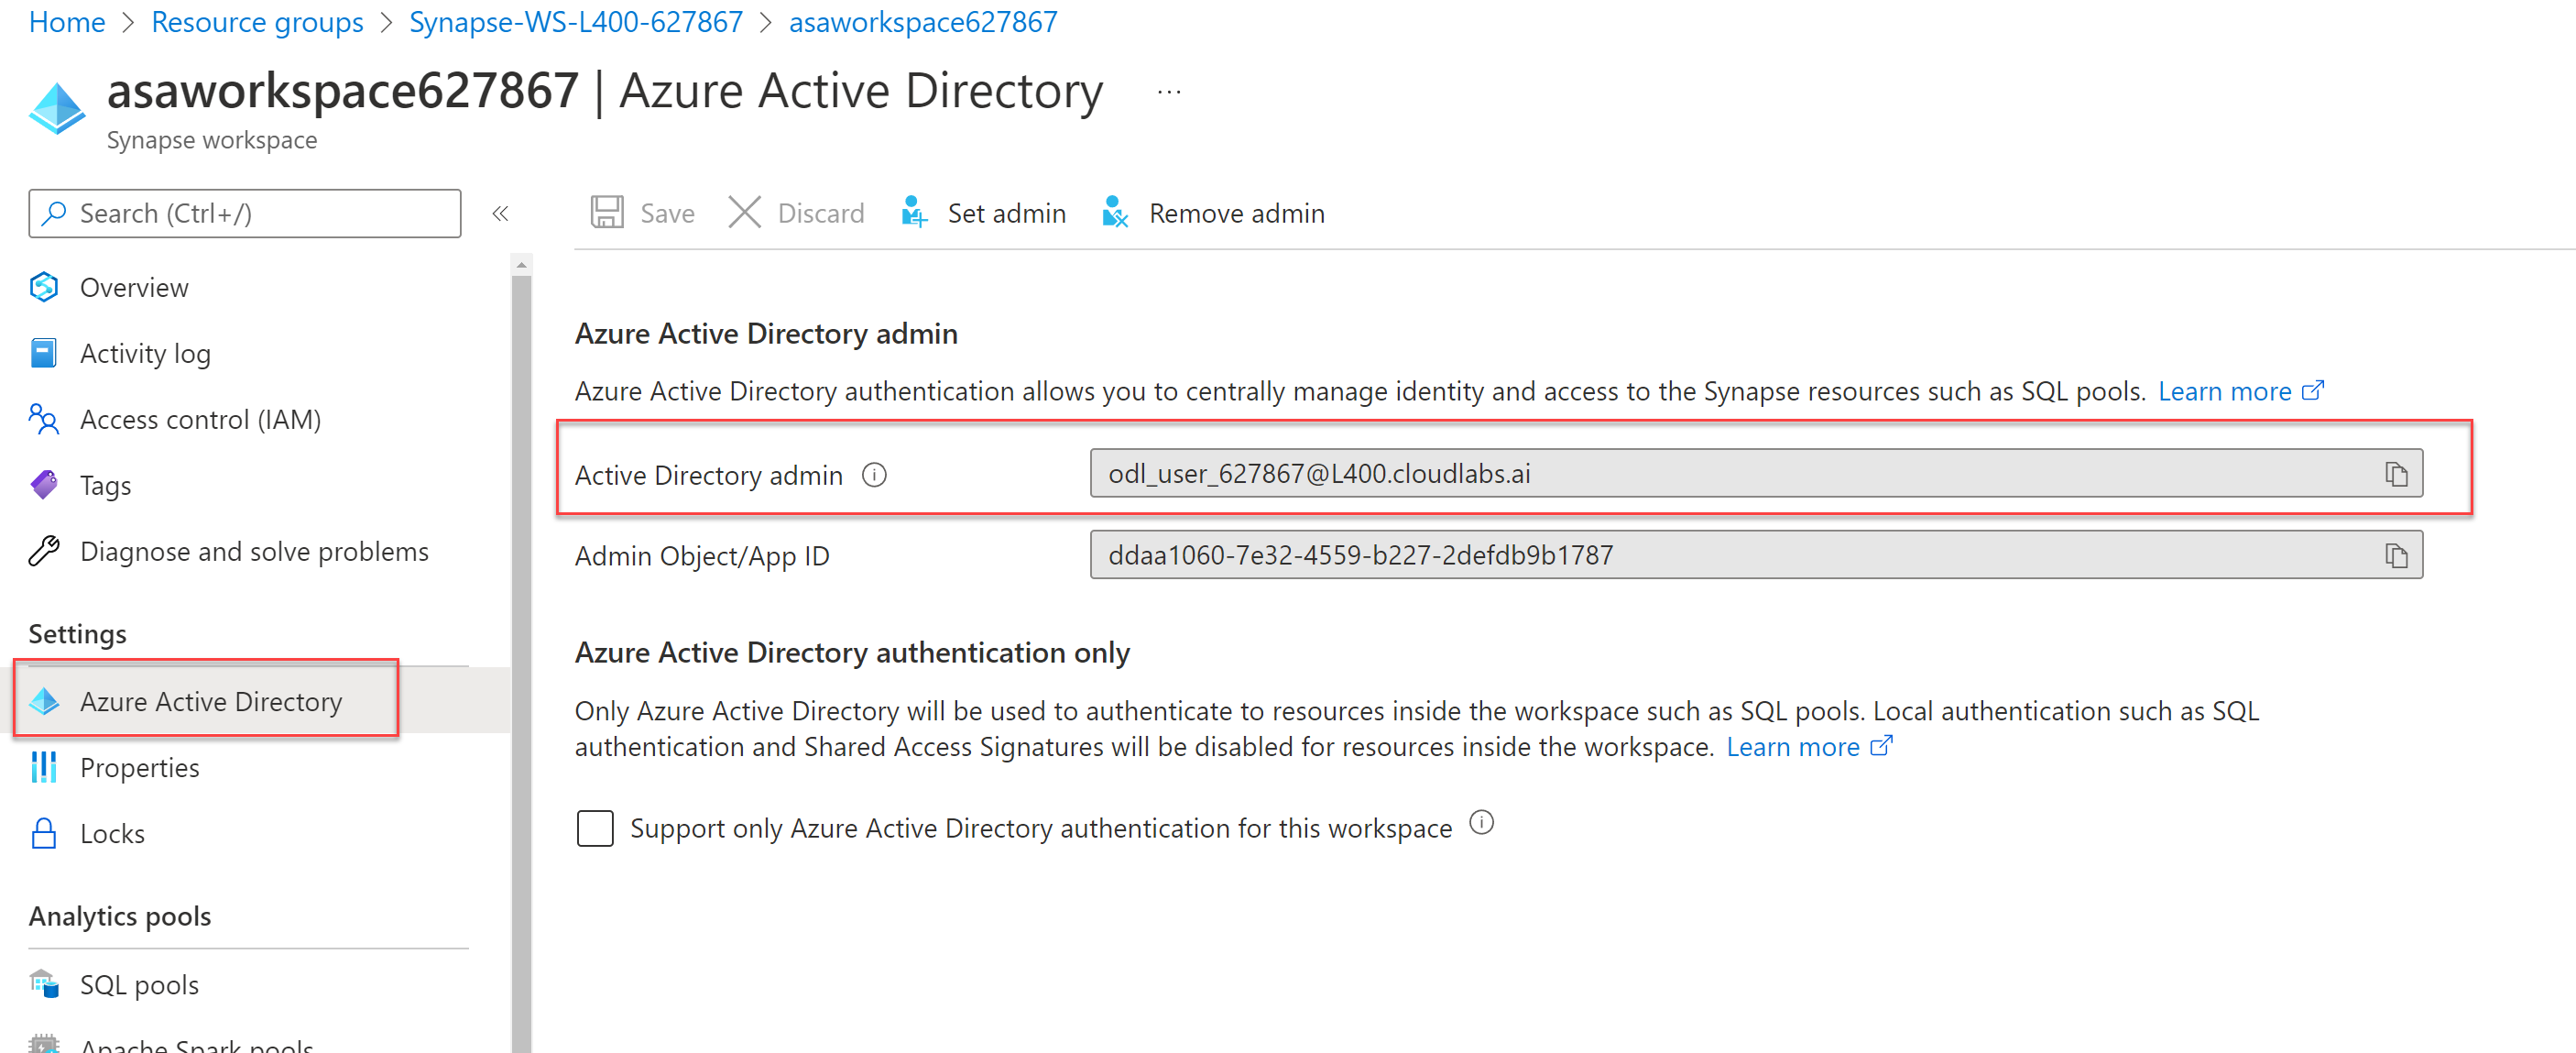 Home > Resource groups > Synapse-WS-L400-627867 > asaworkspace627867
asaworkspace627867 | Azure Active Directory ...
Synapse workspace
Search (Ctrl+/)
«
Save
Discard
Set admin
Remove admin
Overview
Activity log
Access control (IAM)
Tags
Diagnose and solve problems
Settings
Azure Active Directory
Properties
Locks
Analytics pools
SQL pools
Apache Spark pools
Azure Active Directory admin
Azure Active Directory authentication allows you to centrally manage identity and access to the Synapse resources such as SQL pools. Learn more
Active Directory admin
odl_user_627867@L400.cloudlabs.ai
Admin Object/App ID
ddaa1060-7e32-4559-b227-2defdb9b1787
Azure Active Directory authentication only
Only Azure Active Directory will be used to authenticate to resources inside the workspace such as SQL pools. Local authentication such as SQL
authentication and Shared Access Signatures will be disabled for resources inside the workspace. Learn more
Support only Azure Active Directory authentication for this workspace